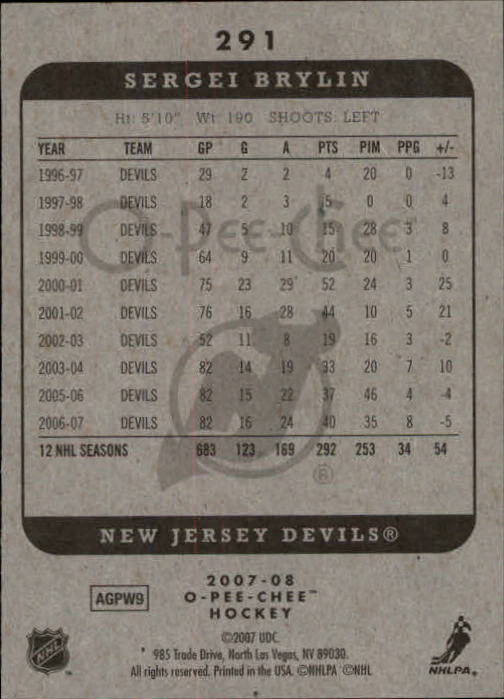 291
SERGEI BRYLIN
Ht: 5'10" Wt: 190 SHOOTS: LEFT
YEAR TEAM GP G A PTS PIM PPG +/-
1996-97 DEVILS 29 2 2 4 20 0 -13
1997-98 DEVILS 18 2 3 5 0 0 4
1998-99 DEVILS 47 5 10 15 28 3 8
1999-00 DEVILS 64 9 11 20 20 1 0
2000-01 DEVILS 75 23 29 52 24 3 25
2001-02 DEVILS 76 16 28 44 10 5 21
2002-03 DEVILS 52 11 8 19 16 3 -2
2003-04 DEVILS 82 14 19 33 20 7 10
2005-06 DEVILS 82 15 22 37 46 4 -4
2006-07 DEVILS 82 16 24 40 35 8 -5
12 NHL SEASONS 683 123 169 292 253 34 54
O-Pee-Chee
®
NEW JERSEY DEVILS®
2007-08
AGPW9 O-PEE-CHEE™
HOCKEY
©2007 UDC
* 985 Trade Drive, North Las Vegas, NV 89030.
All rights reserved. Printed in the USA. ©NHLPA ©NHL
NHL ™
NHLPA®